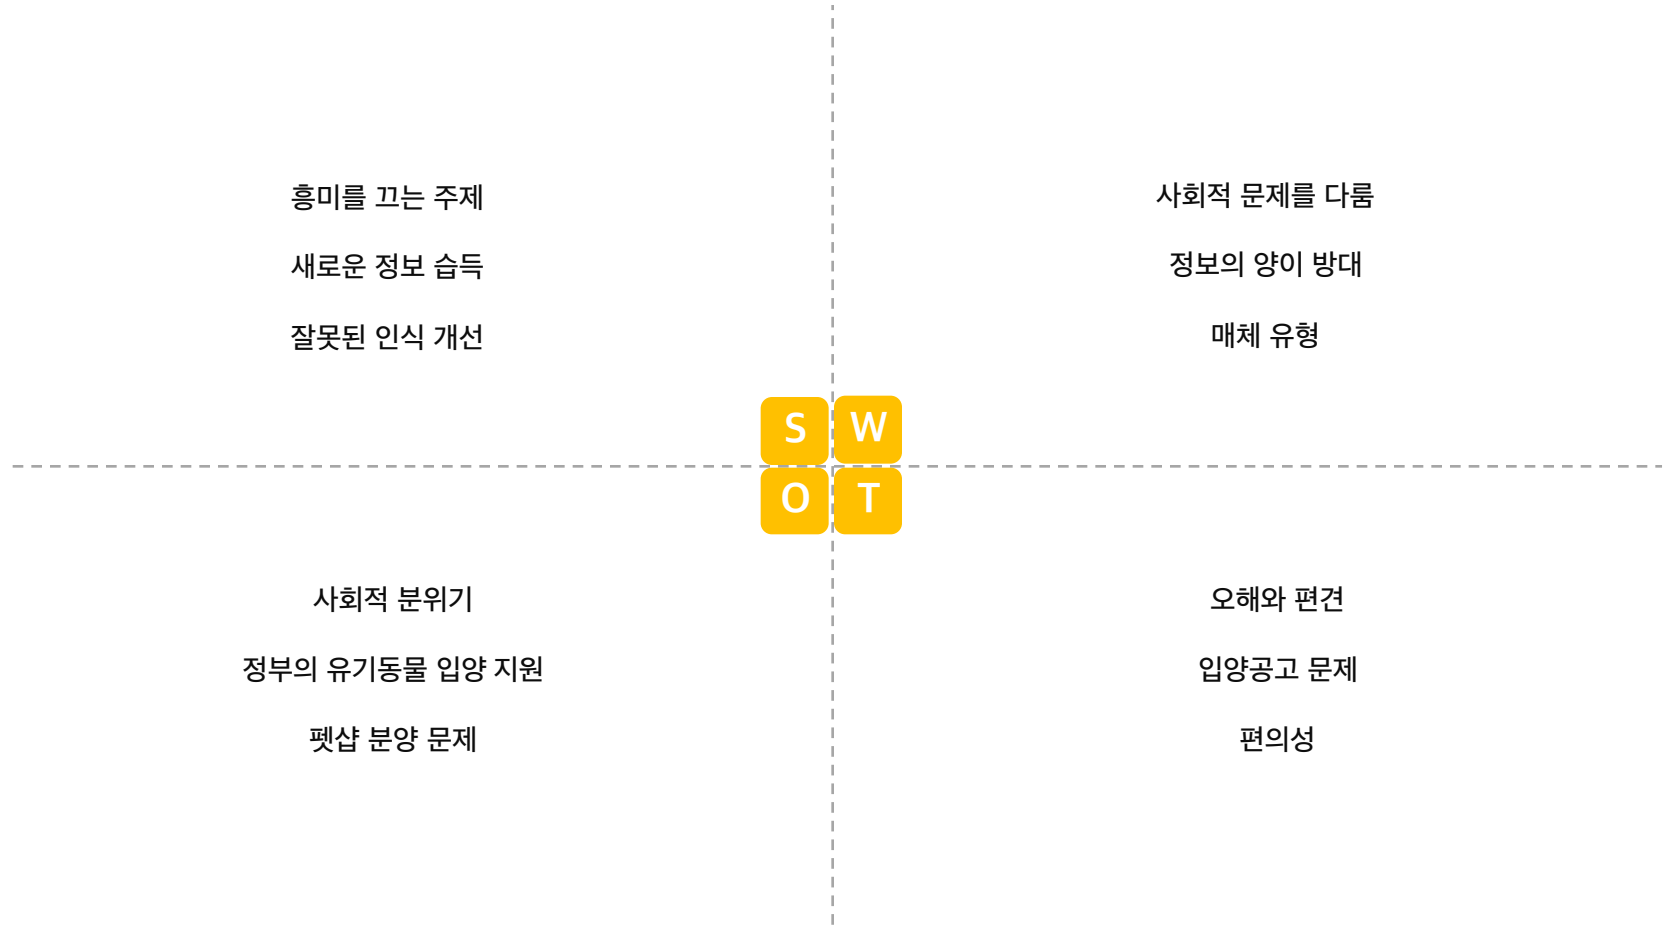 흥미를 끄는 주제
새로운 정보 습득
잘못된 인식 개선
사회적 문제를 다룸
정보의 양이 방대
매체 유형
S
W
O
T
사회적 분위기
정부의 유기동물 입양 지원
펫샵 분양 문제
오해와 편견
입양공고 문제
편의성